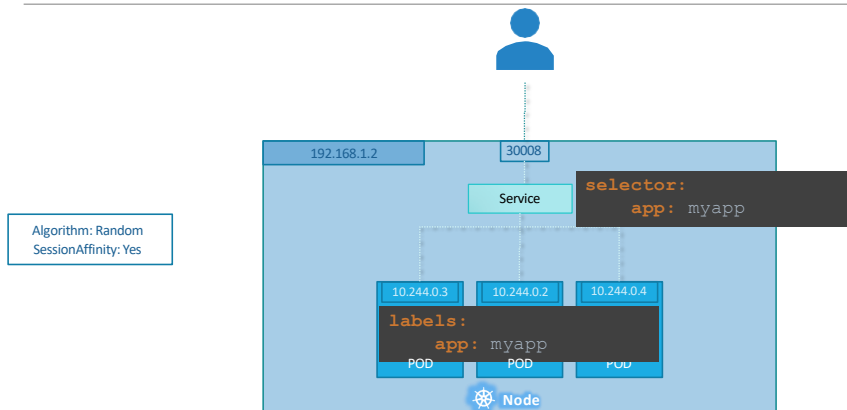 192.168.1.2
30008
Service
selector:
app: myapp
Algorithm: Random
SessionAffinity: Yes
10.244.0.3
10.244.0.2
10.244.0.4
labels:
app: myapp
POD
POD
POD
Node